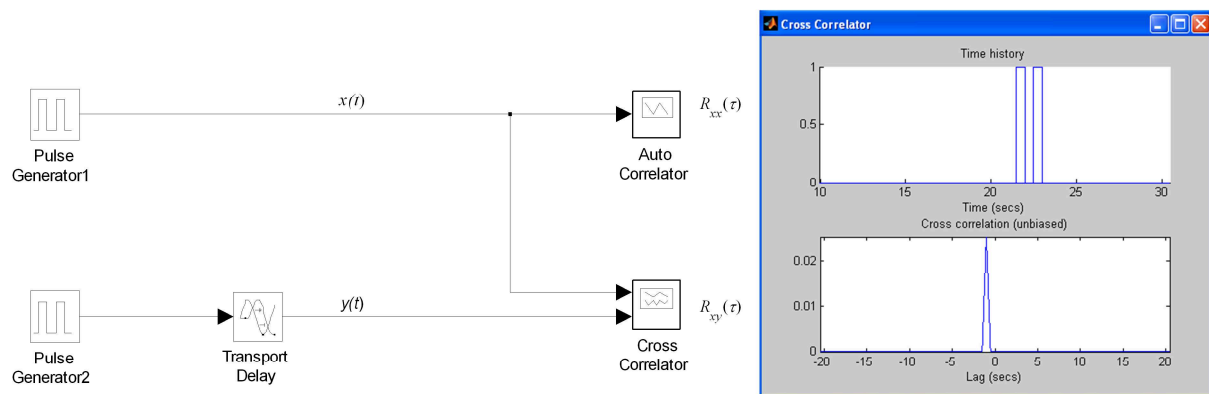 x(t)
R_xx(τ)
Pulse
Generator1
Auto
Correlator
y(t)
R_xy(τ)
Pulse
Generator2
Transport
Delay
Cross
Correlator
Cross Correlator
Time history
1
0.5
0
10 15 20 25 30
Time (secs)
Cross correlation (unbiased)
0.02
0.01
0
-20 -15 -10 -5 0 5 10 15 20
Lag (secs)